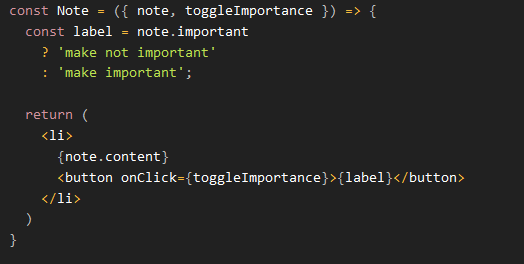 const Note = ({ note, toggleImportance }) => {
  const label = note.important
    ? 'make not important'
    : 'make important';

  return (
    <li>
      {note.content}
      <button onClick={toggleImportance}>{label}</button>
    </li>
  )
}